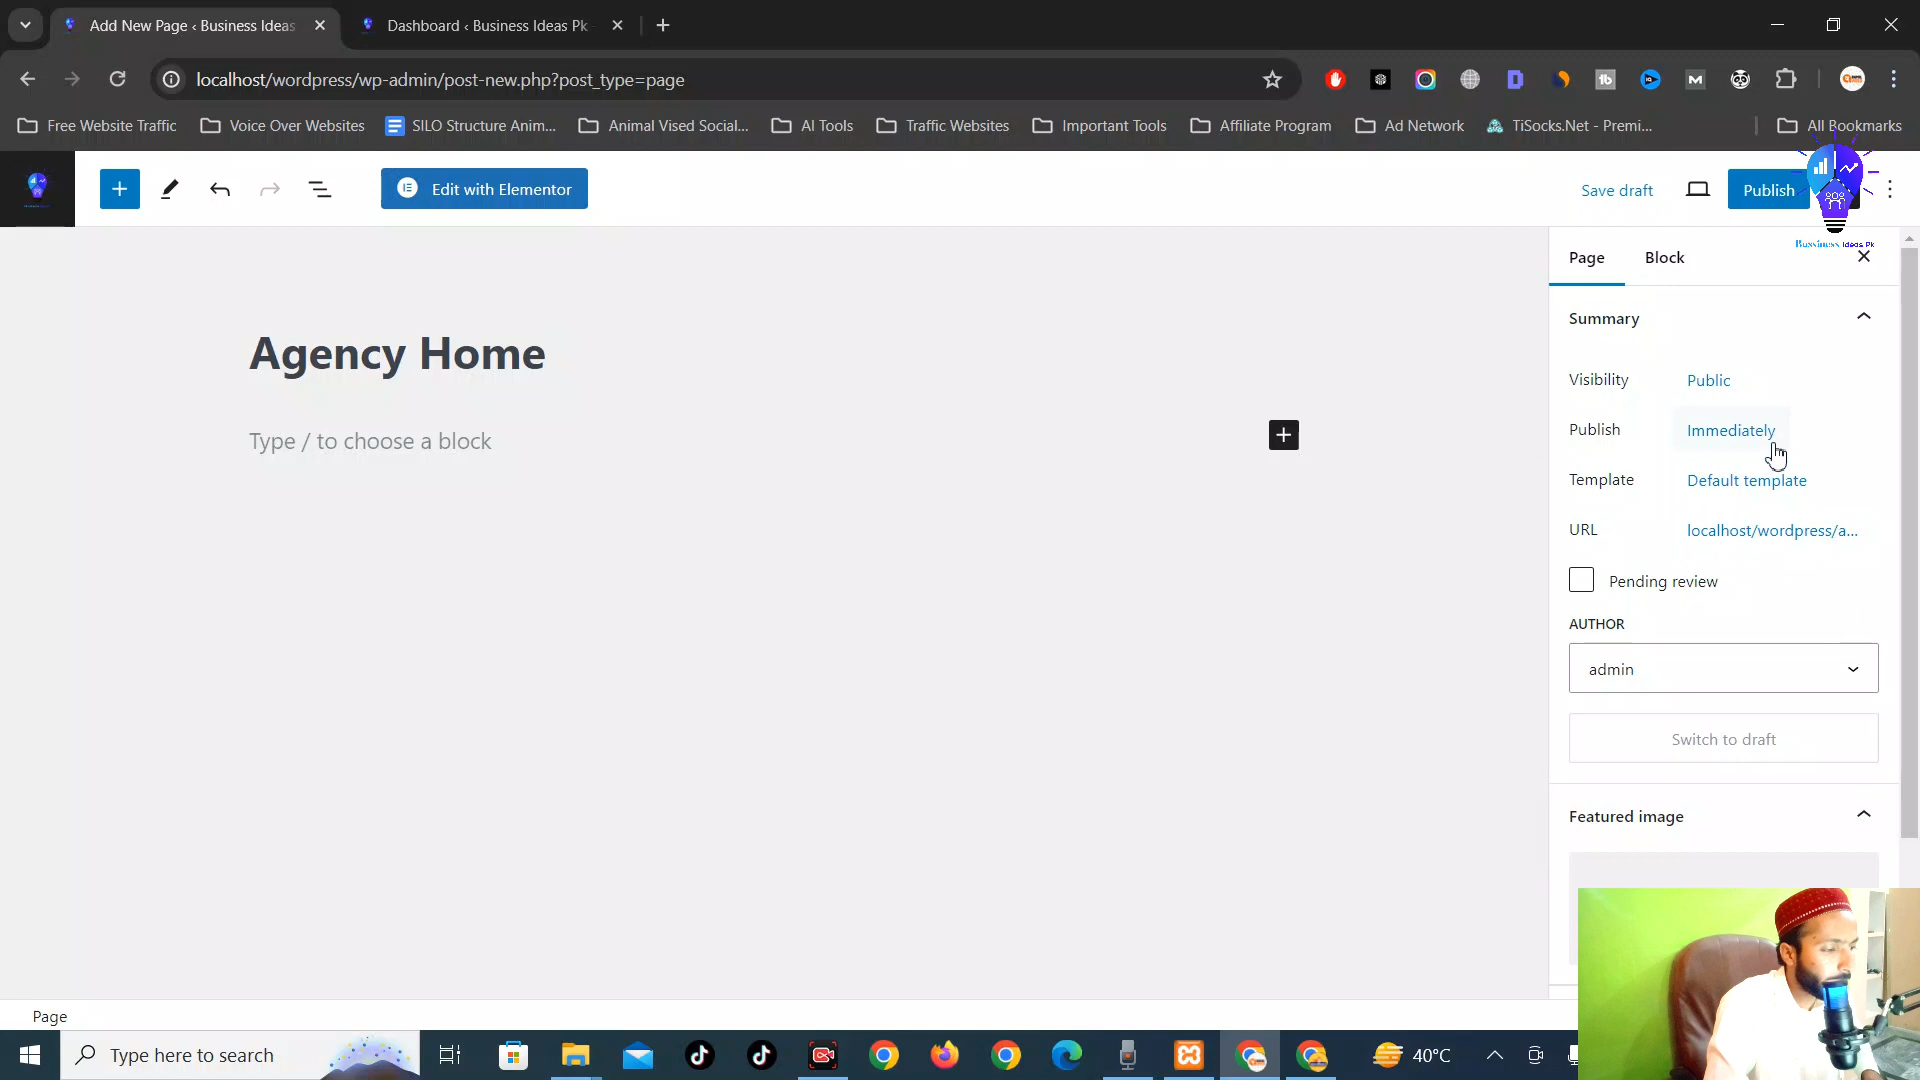 Add New Page ‹ Business Ideas
Dashboard ‹ Business Ideas Pk
localhost/wordpress/wp-admin/post-new.php?post_type=page
Free Website Traffic
Voice Over Websites
SILO Structure Anim...
Animal Vised Social...
AI Tools
Traffic Websites
Important Tools
Affiliate Program
Ad Network
TiSocks.Net - Premi...
All Bookmarks
Edit with Elementor
Save draft
Publish
Bussiness Ideas Pk
Page
Block
Summary
Agency Home
Visibility
Public
Type / to choose a block
Publish
Immediately
Template
Default template
URL
localhost/wordpress/a...
Pending review
AUTHOR
admin
Switch to draft
Featured image
Page
Type here to search
40°C